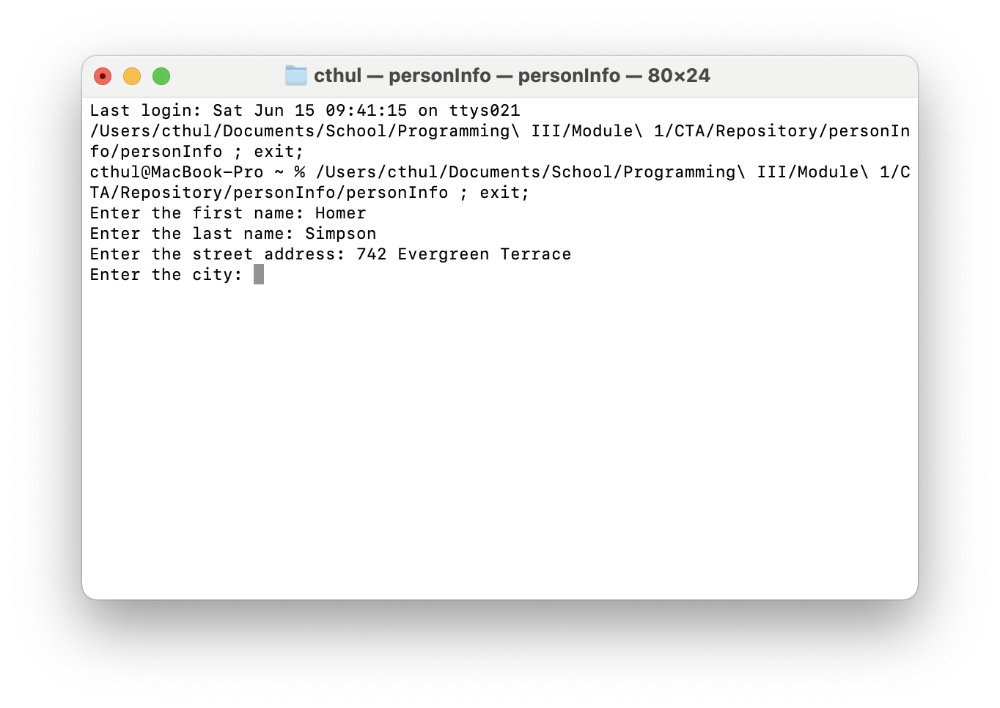 cthul — personInfo — personInfo — 80×24
Last login: Sat Jun 15 09:41:15 on ttys021
/Users/cthul/Documents/School/Programming\ III/Module\ 1/CTA/Repository/personIn
fo/personInfo ; exit;
cthul@MacBook-Pro ~ % /Users/cthul/Documents/School/Programming\ III/Module\ 1/C
TA/Repository/personInfo/personInfo ; exit;
Enter the first name: Homer
Enter the last name: Simpson
Enter the street address: 742 Evergreen Terrace
Enter the city: